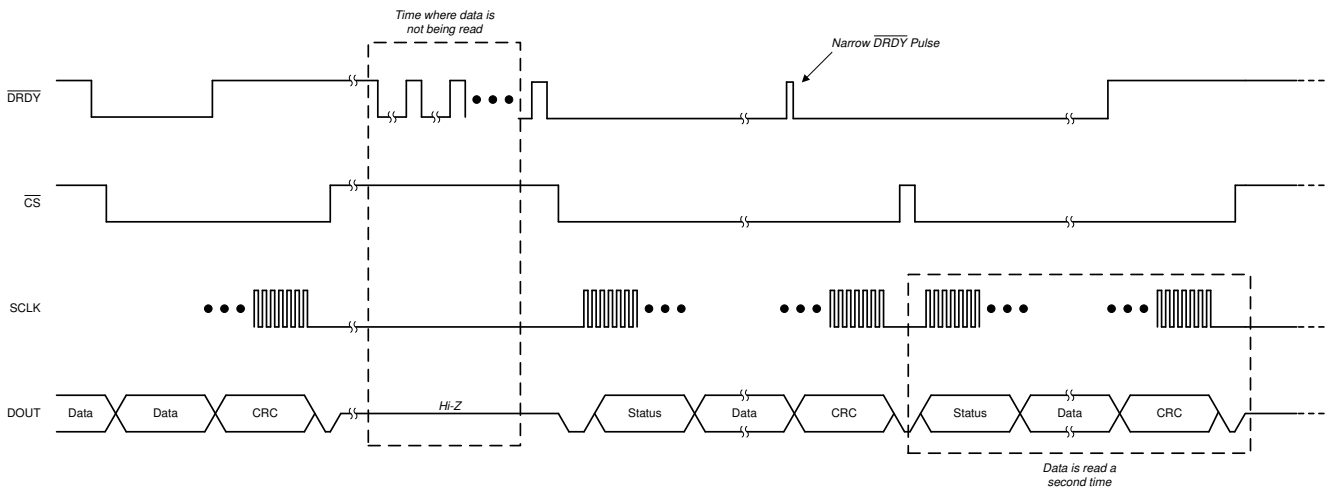 Time where data is
not being read
Narrow DRDY Pulse
DRDY
CS
SCLK
DOUT
Data
Data
CRC
Hi-Z
Status
Data
CRC
Status
Data
CRC
Data is read a
second time